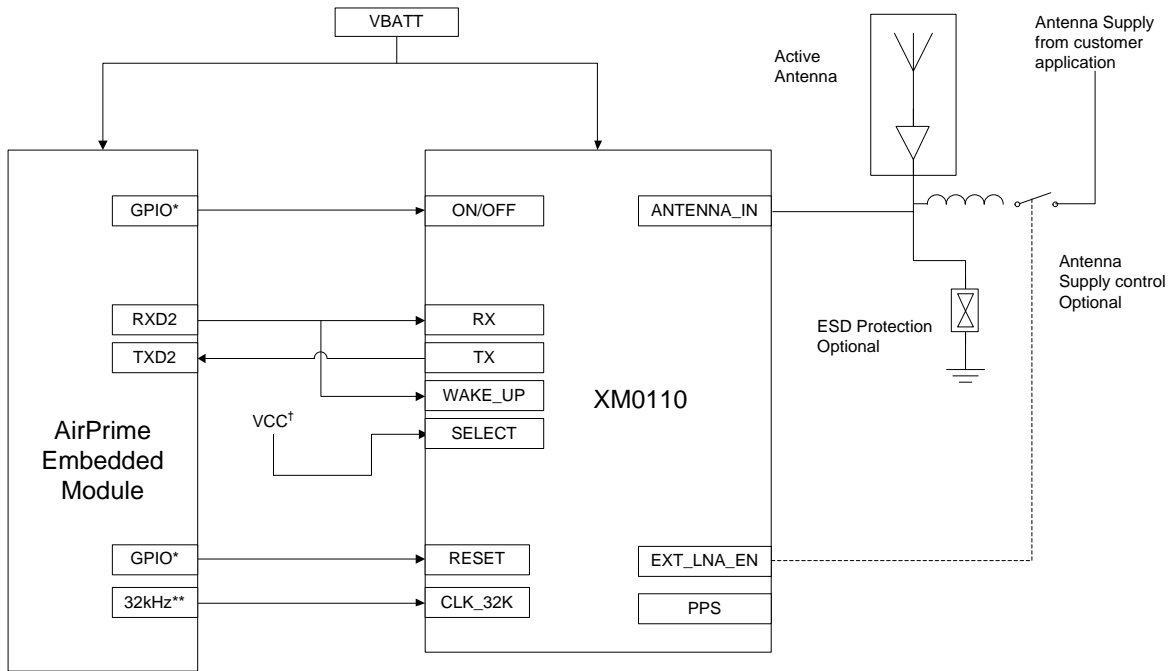 VBATT
Active
Antenna
Antenna Supply
from customer
application
GPIO*
ON/OFF
ANTENNA_IN
Antenna
Supply control
Optional
RXD2
RX
ESD Protection
Optional
TXD2
TX
WAKE_UP
XM0110
VCC†
SELECT
AirPrime
Embedded
Module
GPIO*
RESET
EXT_LNA_EN
32kHz**
CLK_32K
PPS